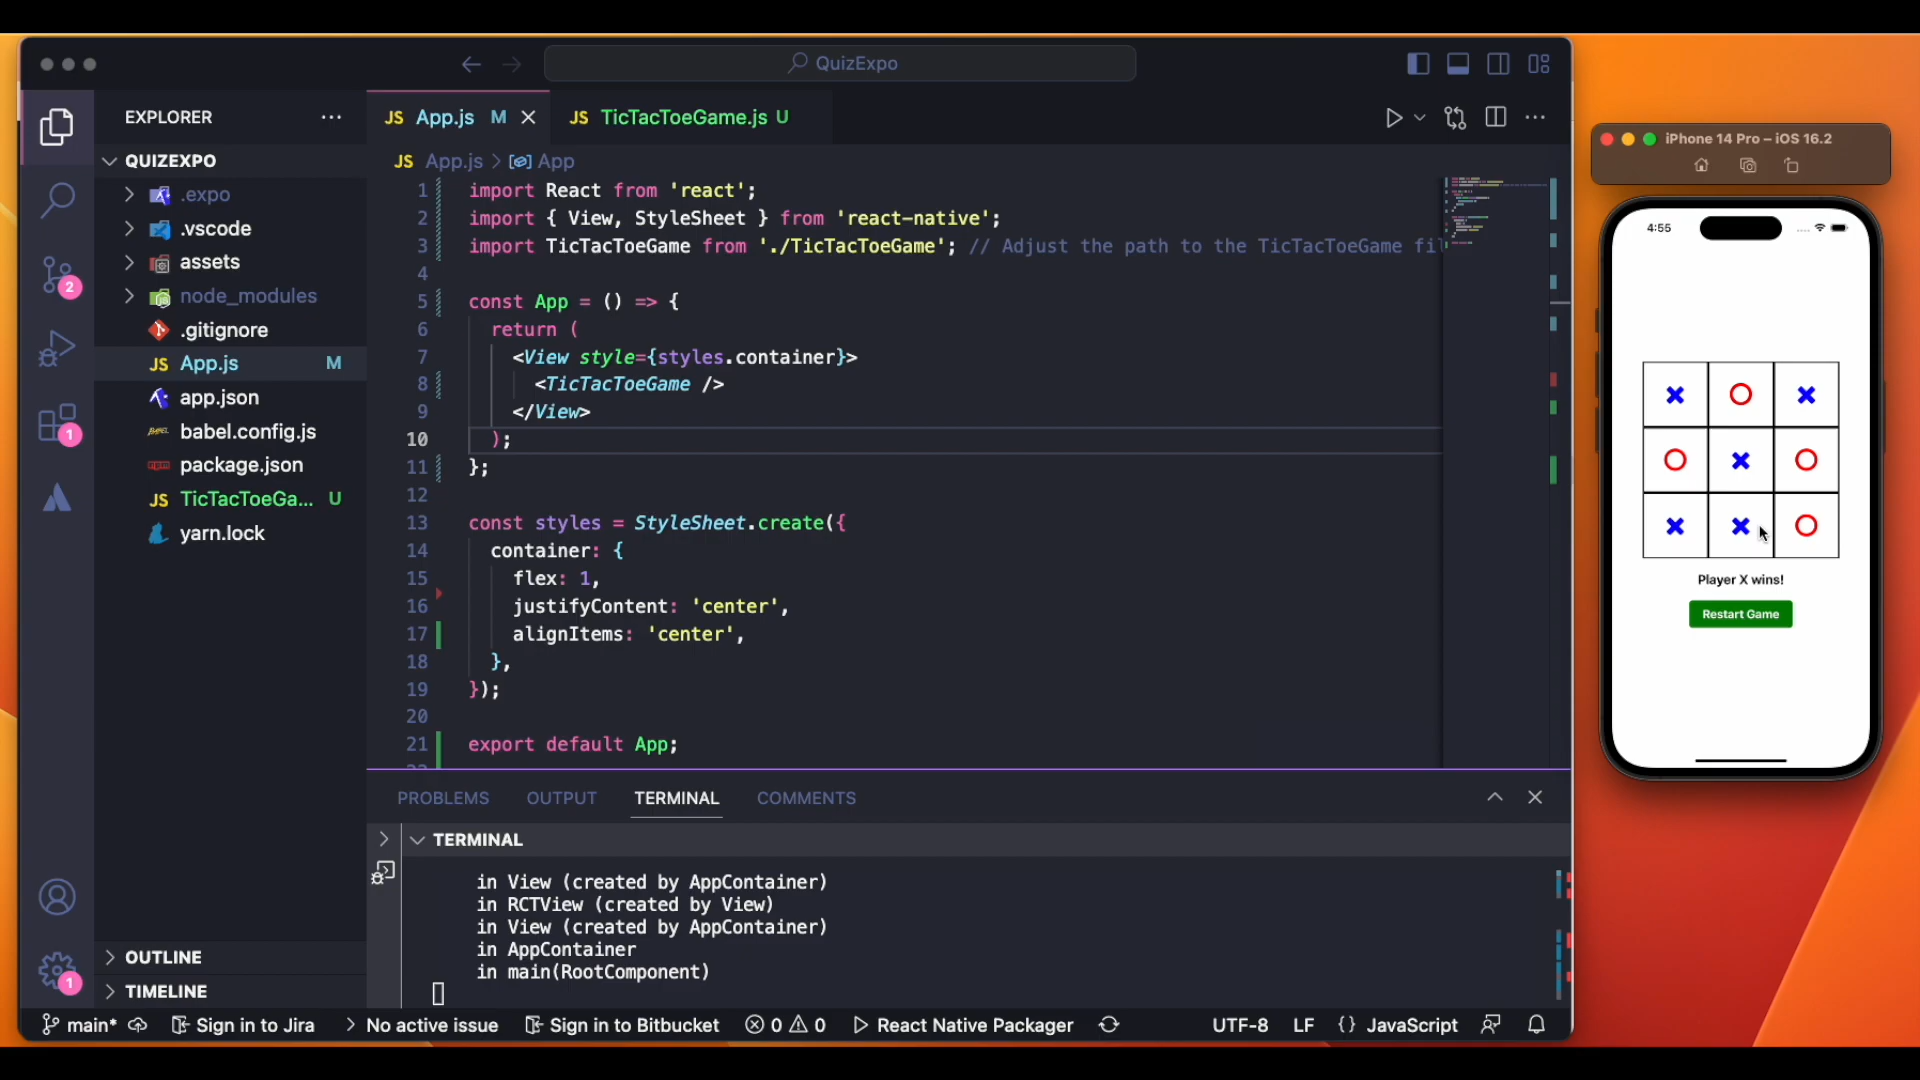 QuizExpo
EXPLORER
QUIZEXPO
.expo
.vscode
assets
node_modules
.gitignore
JS App.js M
app.json
babel.config.js
package.json
JS TicTacToeGa... U
yarn.lock
OUTLINE
TIMELINE
2
1
1
JS App.js M
JS TicTacToeGame.js U
JS App.js > App
1 import React from 'react';
2 import { View, StyleSheet } from 'react-native';
3 import TicTacToeGame from './TicTacToeGame'; // Adjust the path to the TicTacToeGame fil
4
5 const App = () => {
6 return (
7 <View style={styles.container}>
8 <TicTacToeGame />
9 </View>
10 );
11 };
12
13 const styles = StyleSheet.create({
14 container: {
15 flex: 1,
16 justifyContent: 'center',
17 alignItems: 'center',
18 },
19 });
20
21 export default App;
PROBLEMS OUTPUT TERMINAL COMMENTS
TERMINAL
in View (created by AppContainer)
in RCTView (created by View)
in View (created by AppContainer)
in AppContainer
in main(RootComponent)
main* Sign in to Jira > No active issue Sign in to Bitbucket 0 0 React Native Packager UTF-8 LF {} JavaScript
iPhone 14 Pro – iOS 16.2
4:55
X O X
O X O
X X O
Player X wins!
Restart Game